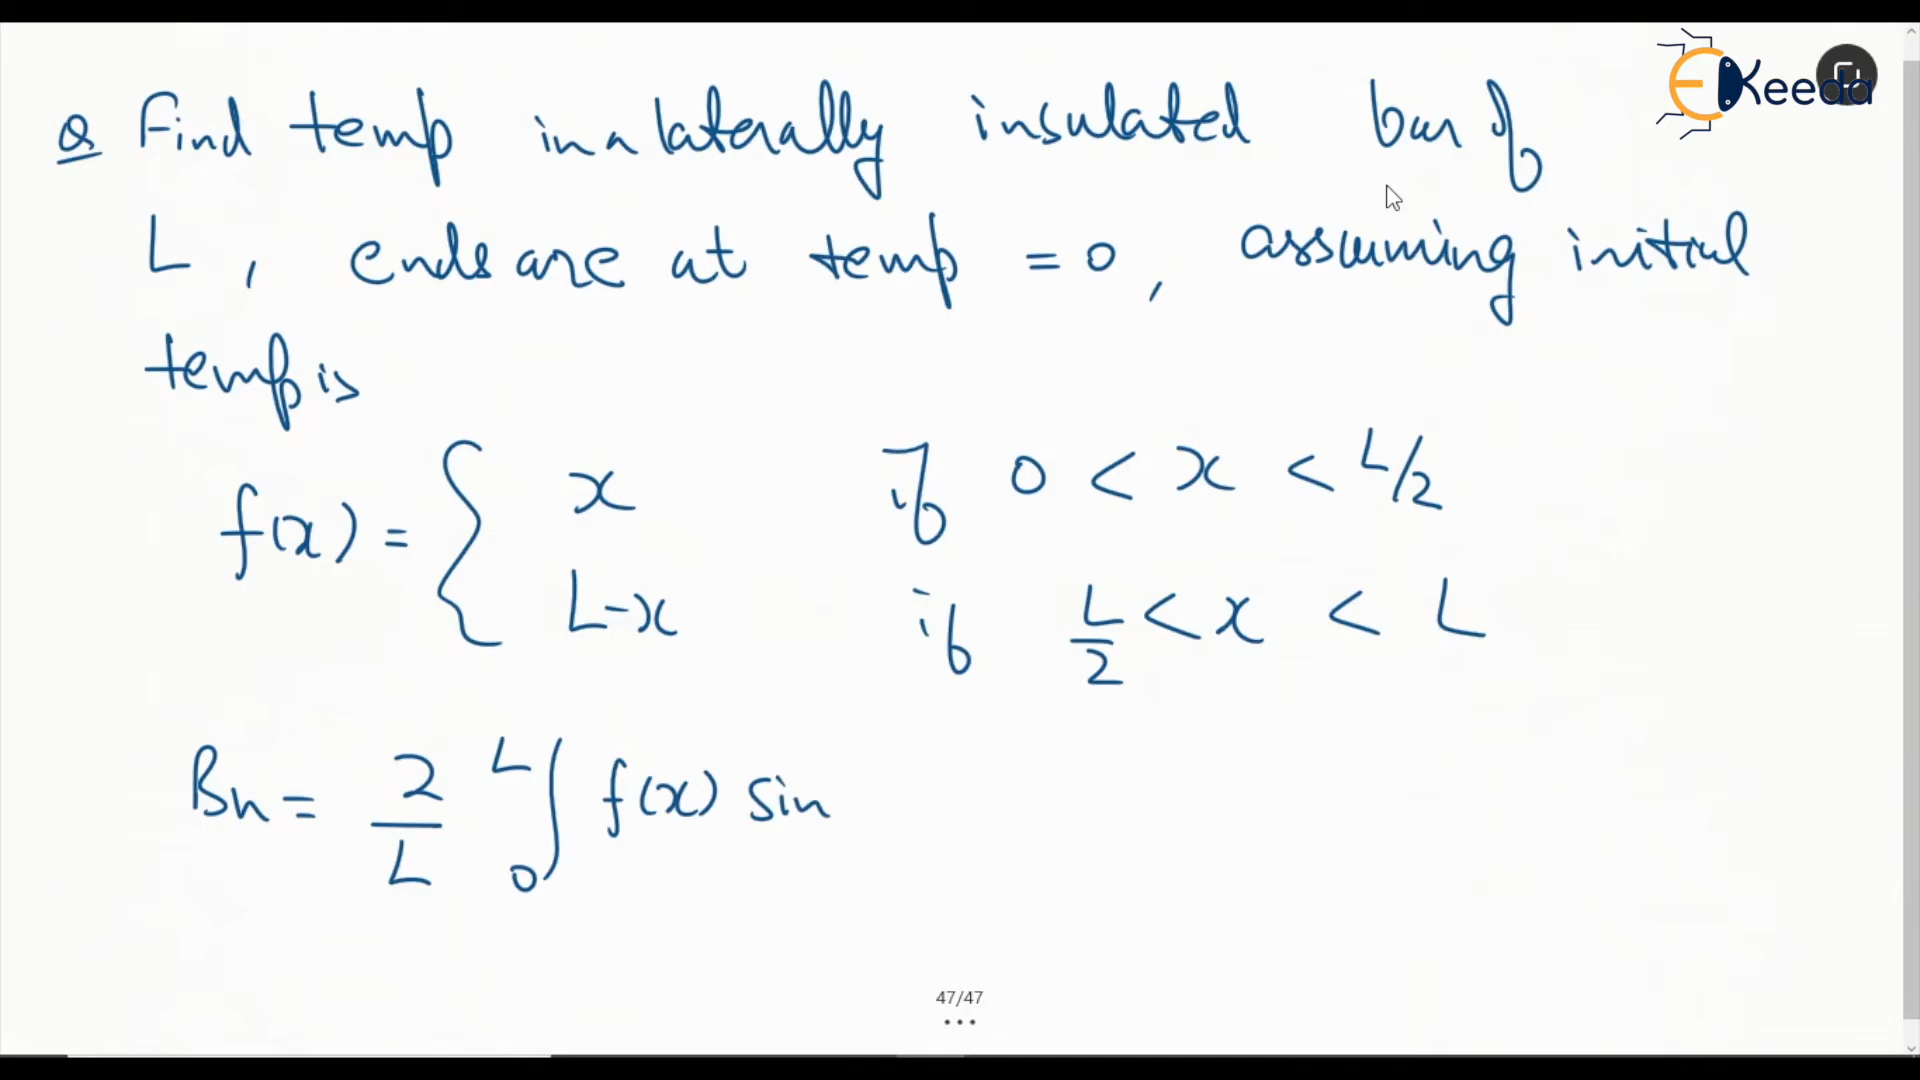 EKeeda
Q Find temp in a laterally insulated bar of
L, ends are at temp = 0, assuming initial
temp is
f(x) = { x if 0 < x < L/2
L-x if L/2 < x < L
Bn = 2/L ∫₀ᴸ f(x) sin
47/47